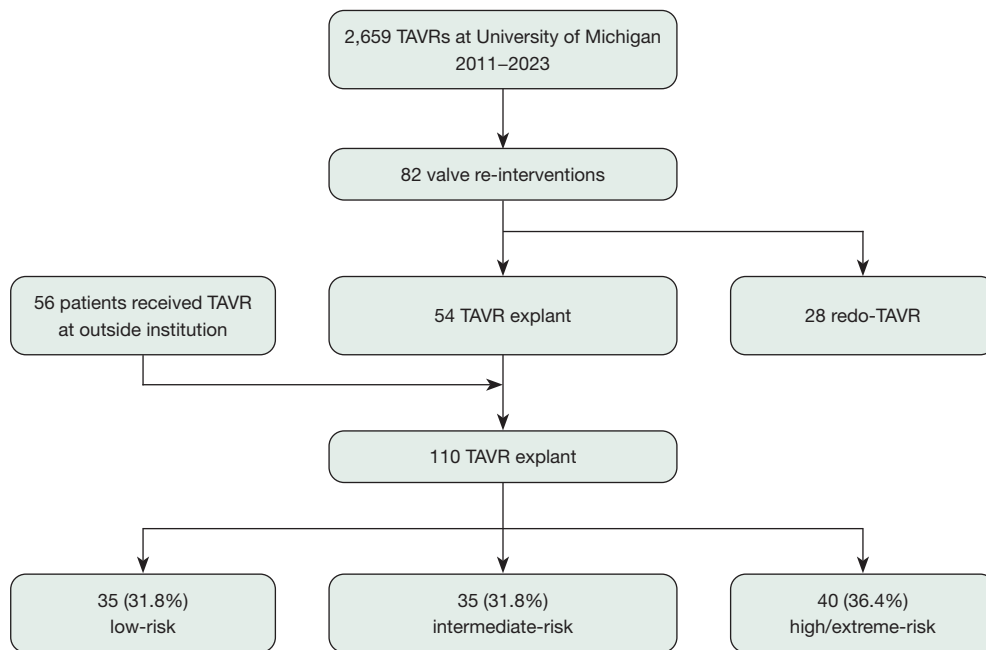 2,659 TAVRs at University of Michigan
2011–2023
82 valve re-interventions
56 patients received TAVR
at outside institution
54 TAVR explant
28 redo-TAVR
110 TAVR explant
35 (31.8%)
low-risk
35 (31.8%)
intermediate-risk
40 (36.4%)
high/extreme-risk